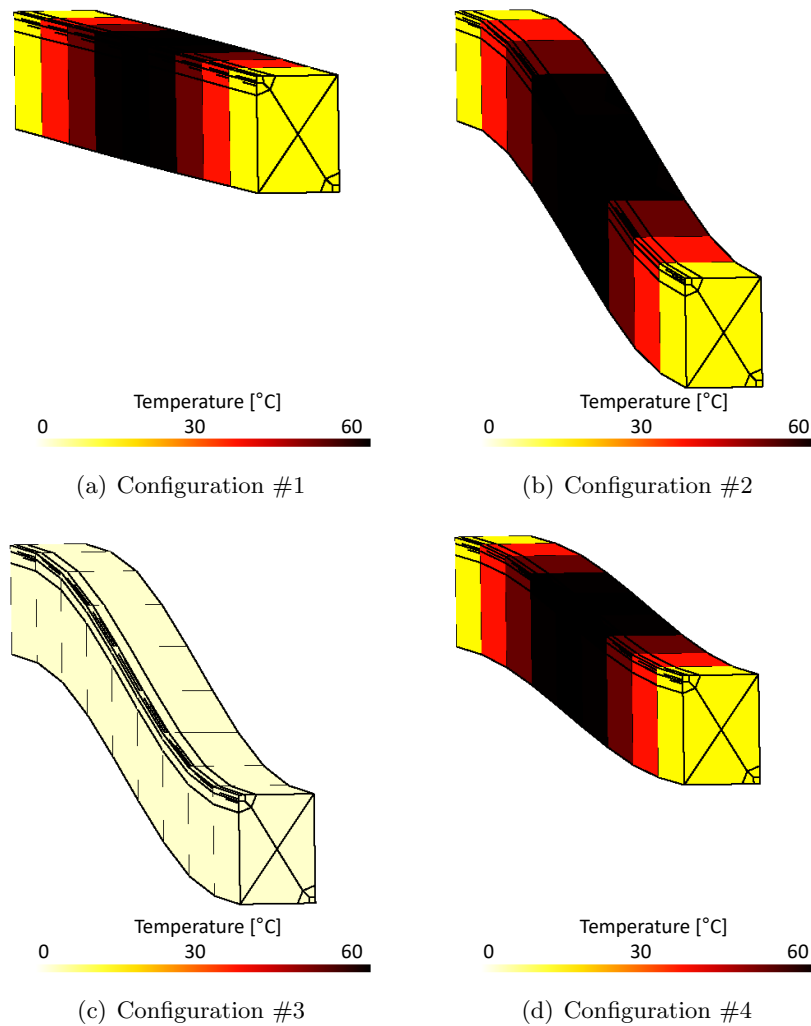 Temperature [°C]
0 30 60
Temperature [°C]
0 30 60
(a) Configuration #1
(b) Configuration #2
Temperature [°C]
0 30 60
Temperature [°C]
0 30 60
(c) Configuration #3
(d) Configuration #4